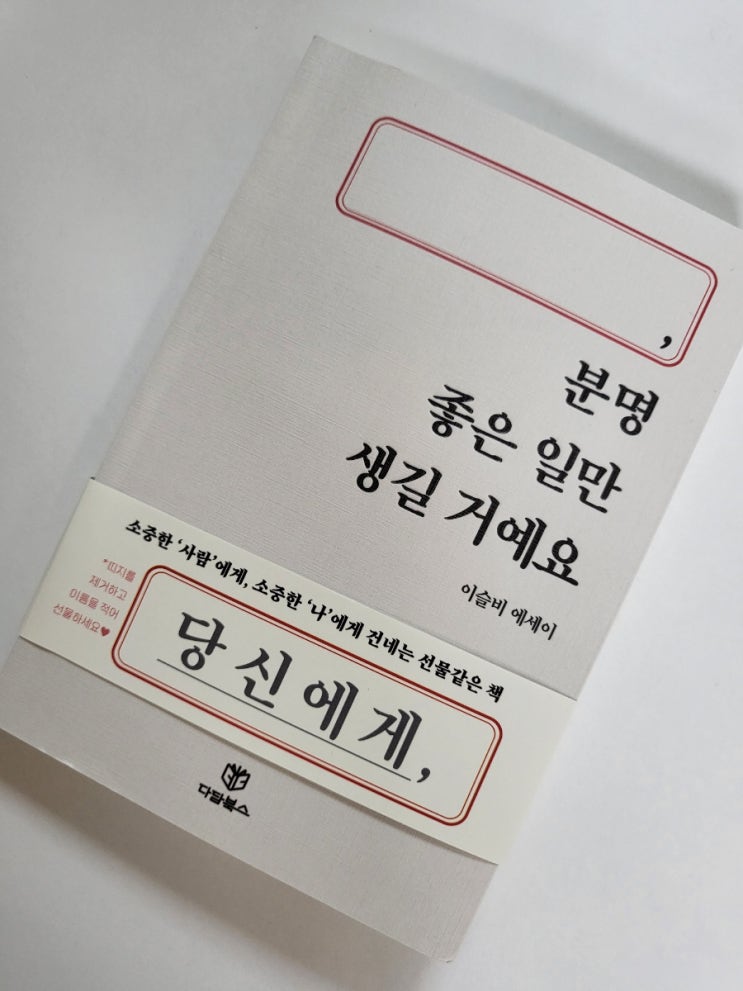 ,
분명
좋은 일만
생길 거예요
이슬비 에세이
소중한 ‘사람’에게, 소중한 ‘나’에게 건네는 선물같은 책
*띠지를
제거하고
이름을 적어
선물하세요♥
당신에게,
다담북스